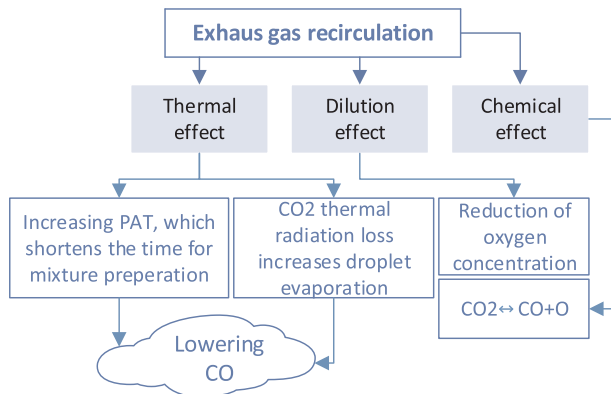 Exhaus gas recirculation
Thermal
effect
Dilution
effect
Chemical
effect
Increasing PAT, which
shortens the time for
mixture preperation
CO2 thermal
radiation loss
increases droplet
evaporation
Reduction of
oxygen
concentration
CO2↔ CO+O
Lowering
CO